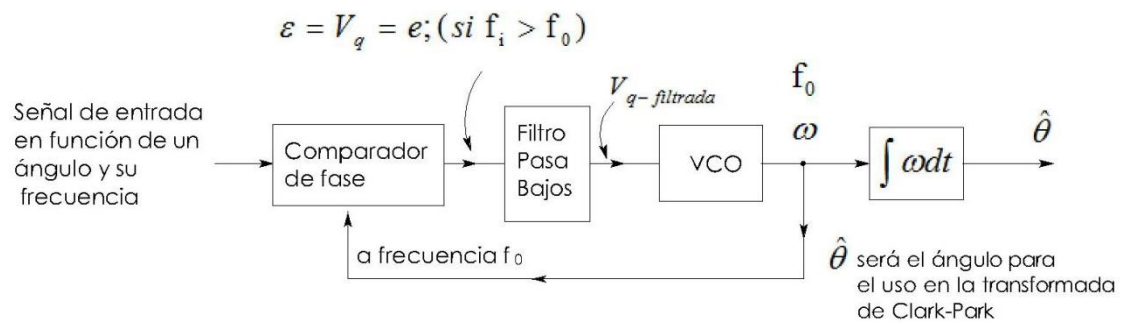 ε = V_q = e; (si f_i > f_0)
Señal de entrada
en función de un
ángulo y su
frecuencia
Comparador
de fase
Filtro
Pasa
Bajos
V_{q-filtrada}
VCO
f_0
ω
∫ ωdt
θ̂
a frecuencia f_0
θ̂ será el ángulo para
el uso en la transformada
de Clark-Park